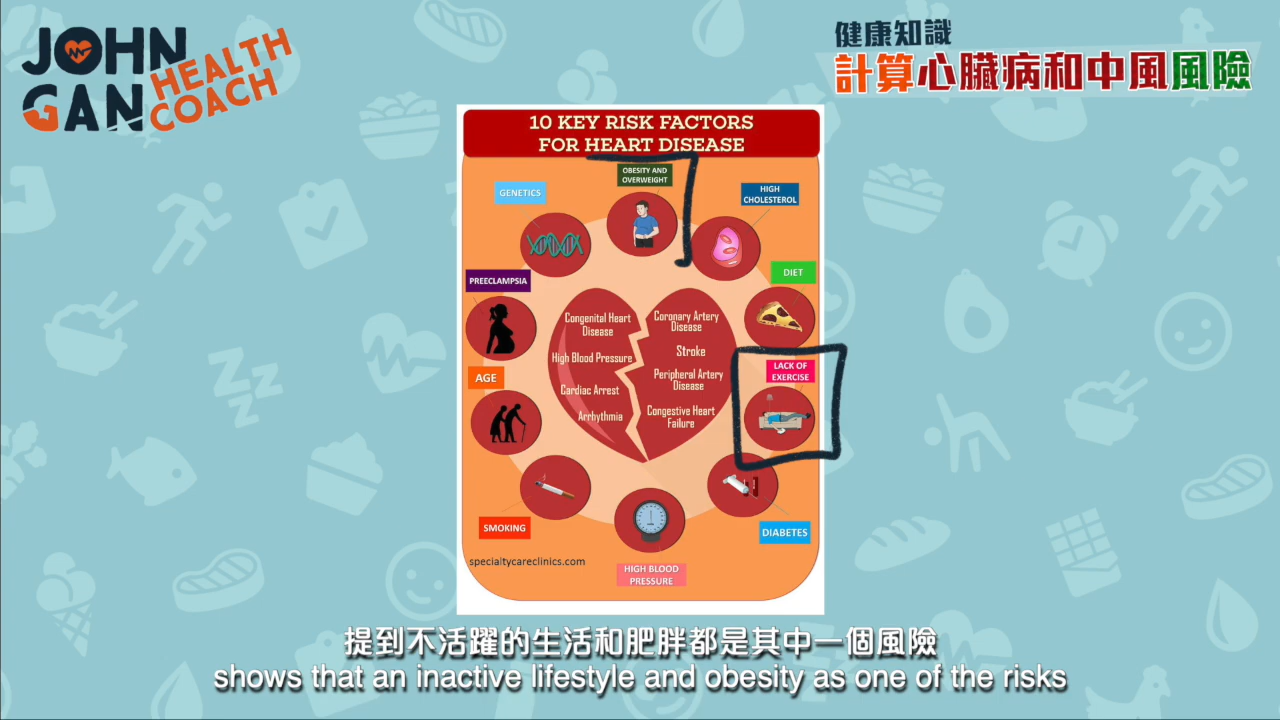 JOHN
GAN
HEALTH
COACH
健康知識
計算心臟病和中風風險
10 KEY RISK FACTORS
FOR HEART DISEASE
OBESITY AND
OVERWEIGHT
GENETICS
HIGH
CHOLESTEROL
DIET
PREECLAMPSIA
Congenital Heart
Disease
High Blood Pressure
Cardiac Arrest
Arrhythmia
Coronary Artery
Disease
Stroke
Peripheral Artery
Disease
Congestive Heart
Failure
LACK OF
EXERCISE
AGE
SMOKING
DIABETES
HIGH BLOOD
PRESSURE
specialtycareclinics.com
提到不活躍的生活和肥胖都是其中一個風險
shows that an inactive lifestyle and obesity as one of the risks